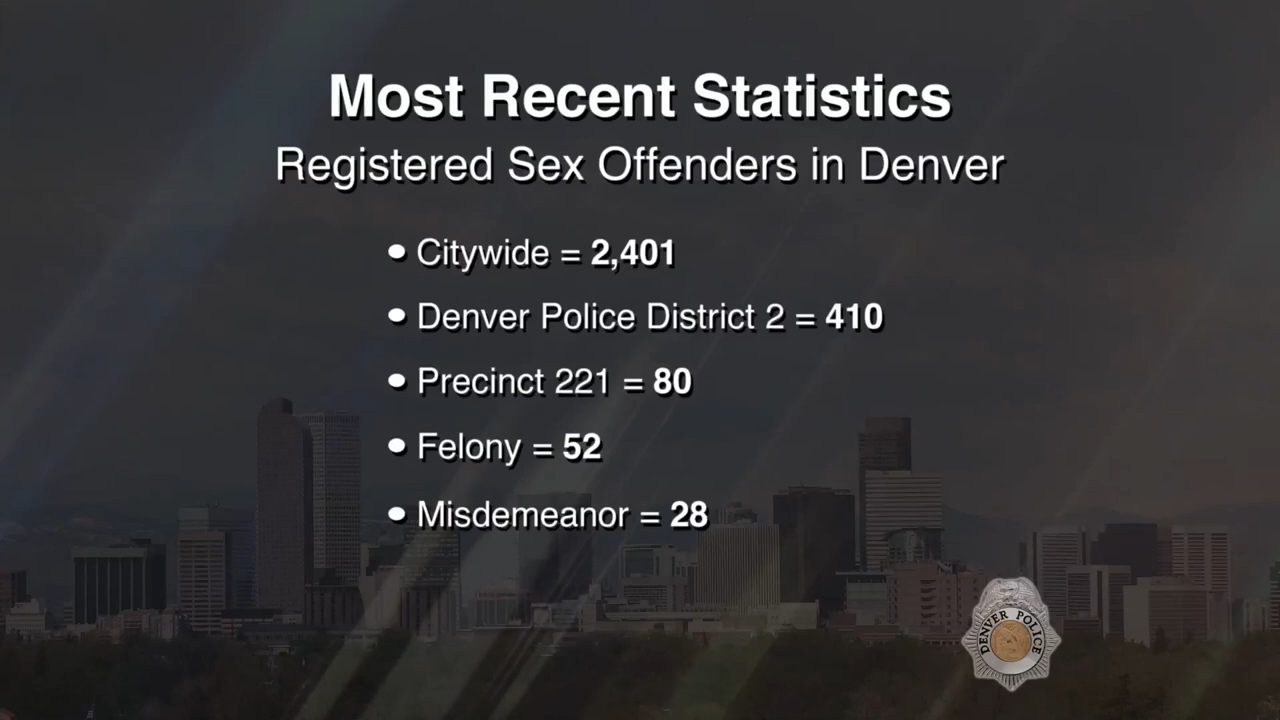 Most Recent Statistics
Registered Sex Offenders in Denver
• Citywide = 2,401
• Denver Police District 2 = 410
• Precinct 221 = 80
• Felony = 52
• Misdemeanor = 28
DENVER POLICE